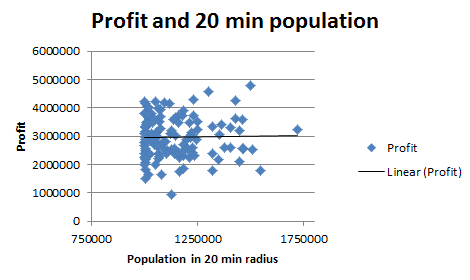 Profit and 20 min population
6000000
5000000
4000000
3000000
2000000
1000000
0
Profit
750000
1250000
1750000
Population in 20 min radius
Profit
Linear (Profit)